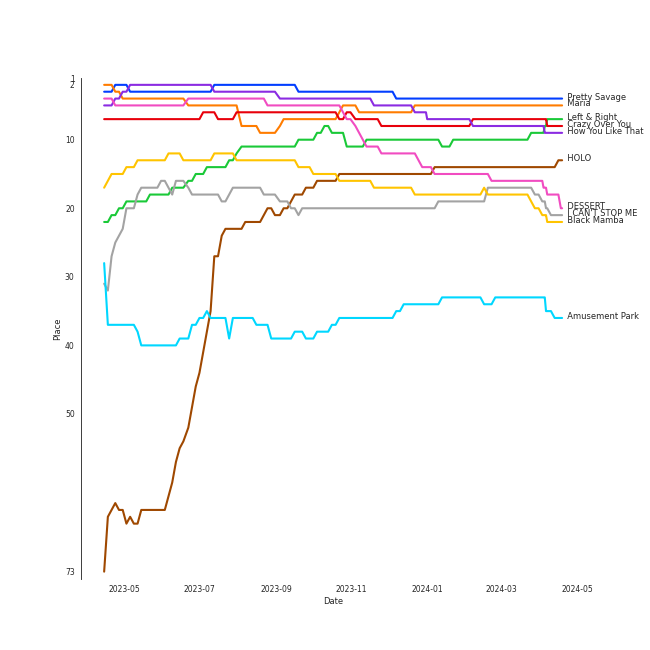 1
2
10
20
30
40
50
73
Place
2023-05
2023-07
2023-09
2023-11
2024-01
2024-03
2024-05
Date
Pretty Savage
Maria
Left & Right
Crazy Over You
How You Like That
HOLO
DESSERT
I CAN'T STOP ME
Black Mamba
Amusement Park